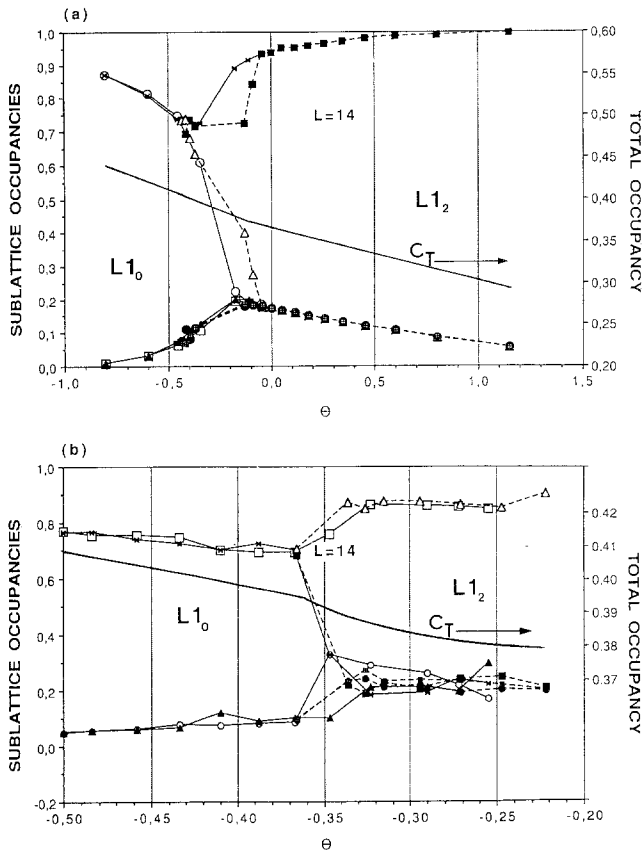 (a)
SUBLATTICE OCCUPANCIES
1,0
0,9
0,8
0,7
0,6
0,5
0,4
0,3
0,2
0,1
0,0
L=14
L1₀
L1₂
C_T
0,60
0,55
0,50
0,45
0,40
0,35
0,30
0,25
0,20
TOTAL OCCUPANCY
-1,0 -0,5 0,0 0,5 1,0 1,5
θ
(b)
SUBLATTICE OCCUPANCIES
1,0
0,8
0,6
0,4
0,2
0,0
-0,2
L=14
L1₀
L1₂
C_T
0,42
0,41
0,40
0,39
0,38
0,37
TOTAL OCCUPANCY
-0,50 -0,45 -0,40 -0,35 -0,30 -0,25 -0,20
θ